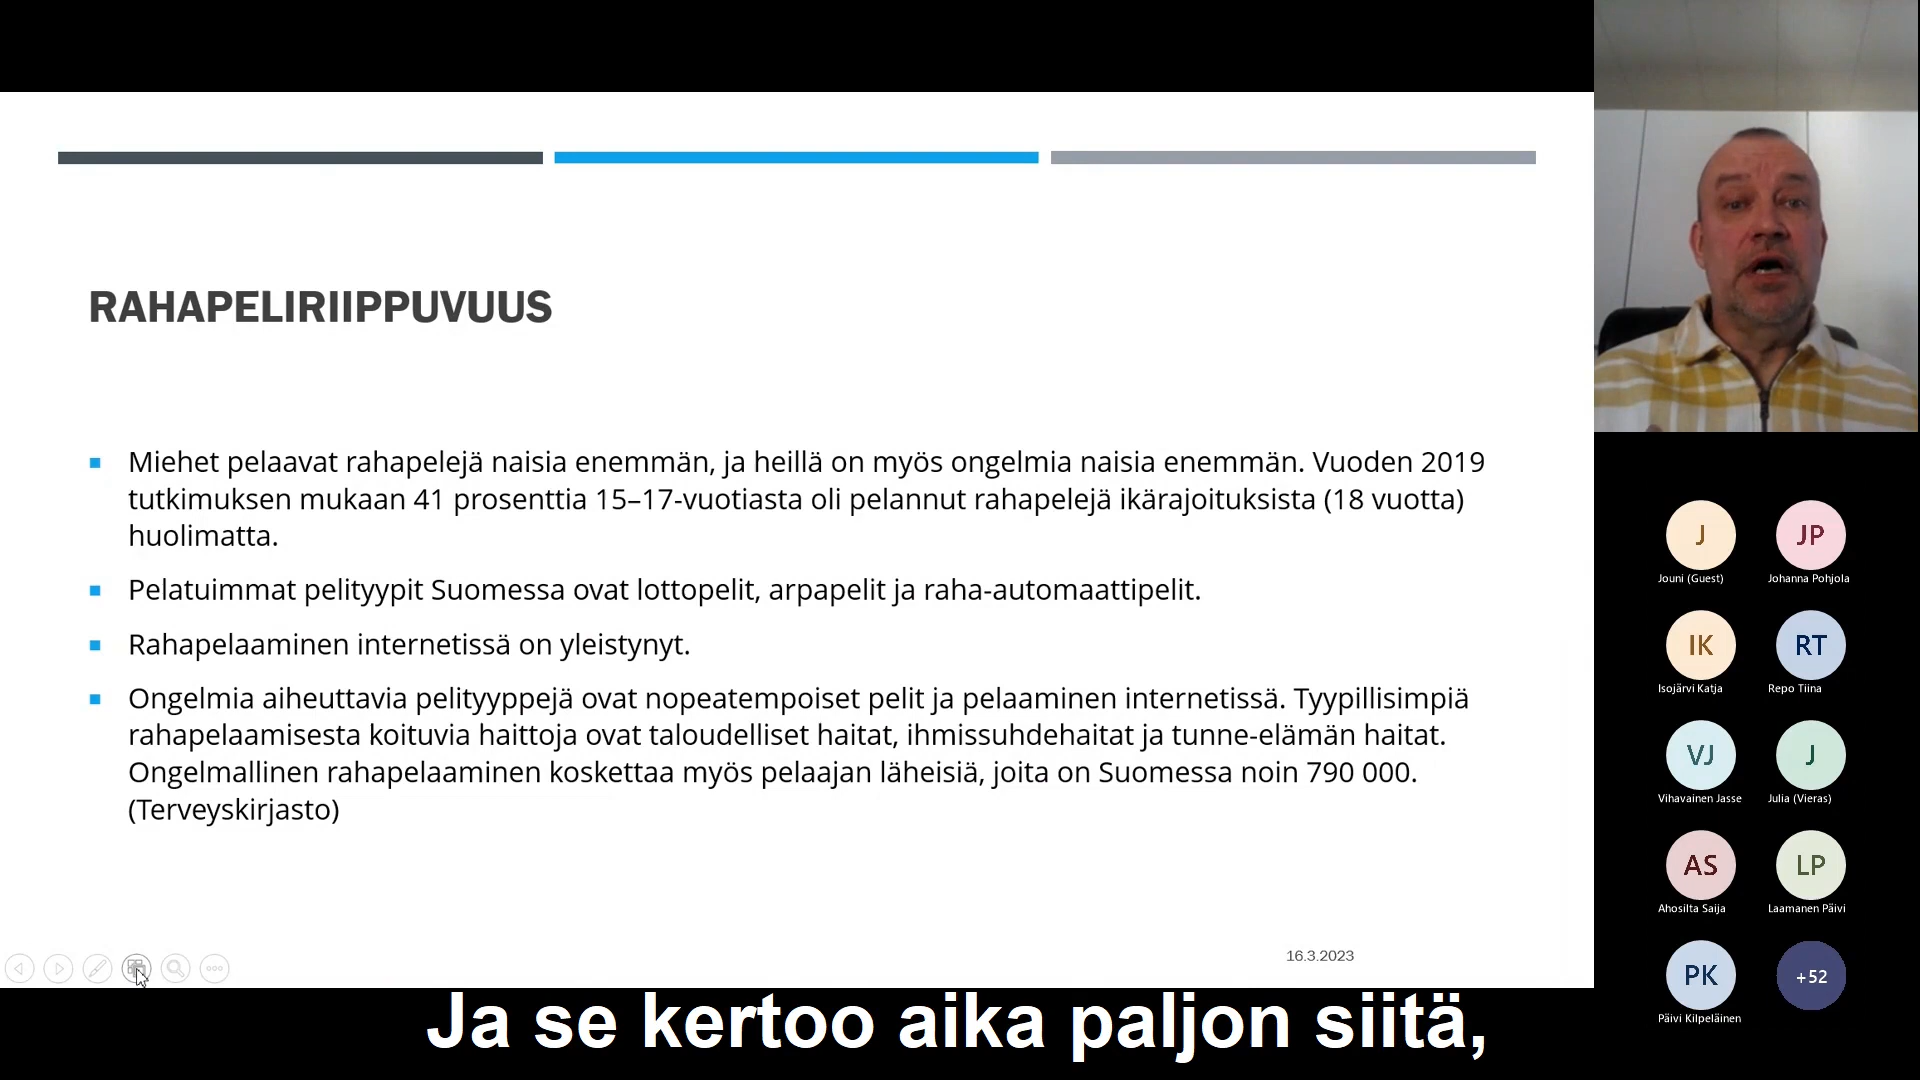 RAHAPELIRIIPPUVUUS
Miehet pelaavat rahapelejä naisia enemmän, ja heillä on myös ongelmia naisia enemmän. Vuoden 2019
tutkimuksen mukaan 41 prosenttia 15–17-vuotiasta oli pelannut rahapelejä ikärajoituksista (18 vuotta)
huolimatta.
Pelatuimmat pelityypit Suomessa ovat lottopelit, arpapelit ja raha-automaattipelit.
Rahapelaaminen internetissä on yleistynyt.
Ongelmia aiheuttavia pelityyppejä ovat nopeatempoiset pelit ja pelaaminen internetissä. Tyypillisimpiä
rahapelaamisesta koituvia haittoja ovat taloudelliset haitat, ihmissuhdehaitat ja tunne-elämän haitat.
Ongelmallinen rahapelaaminen koskettaa myös pelaajan läheisiä, joita on Suomessa noin 790 000.
(Terveyskirjasto)
16.3.2023
J JP
Jouni (Guest) Johanna Pohjola
IK RT
Isojärvi Katja Repo Tiina
VJ J
Vihavainen Jasse Julia (Vieras)
AS LP
Ahosilta Saija Laamanen Päivi
PK +52
Päivi Kilpeläinen
Ja se kertoo aika paljon siitä,